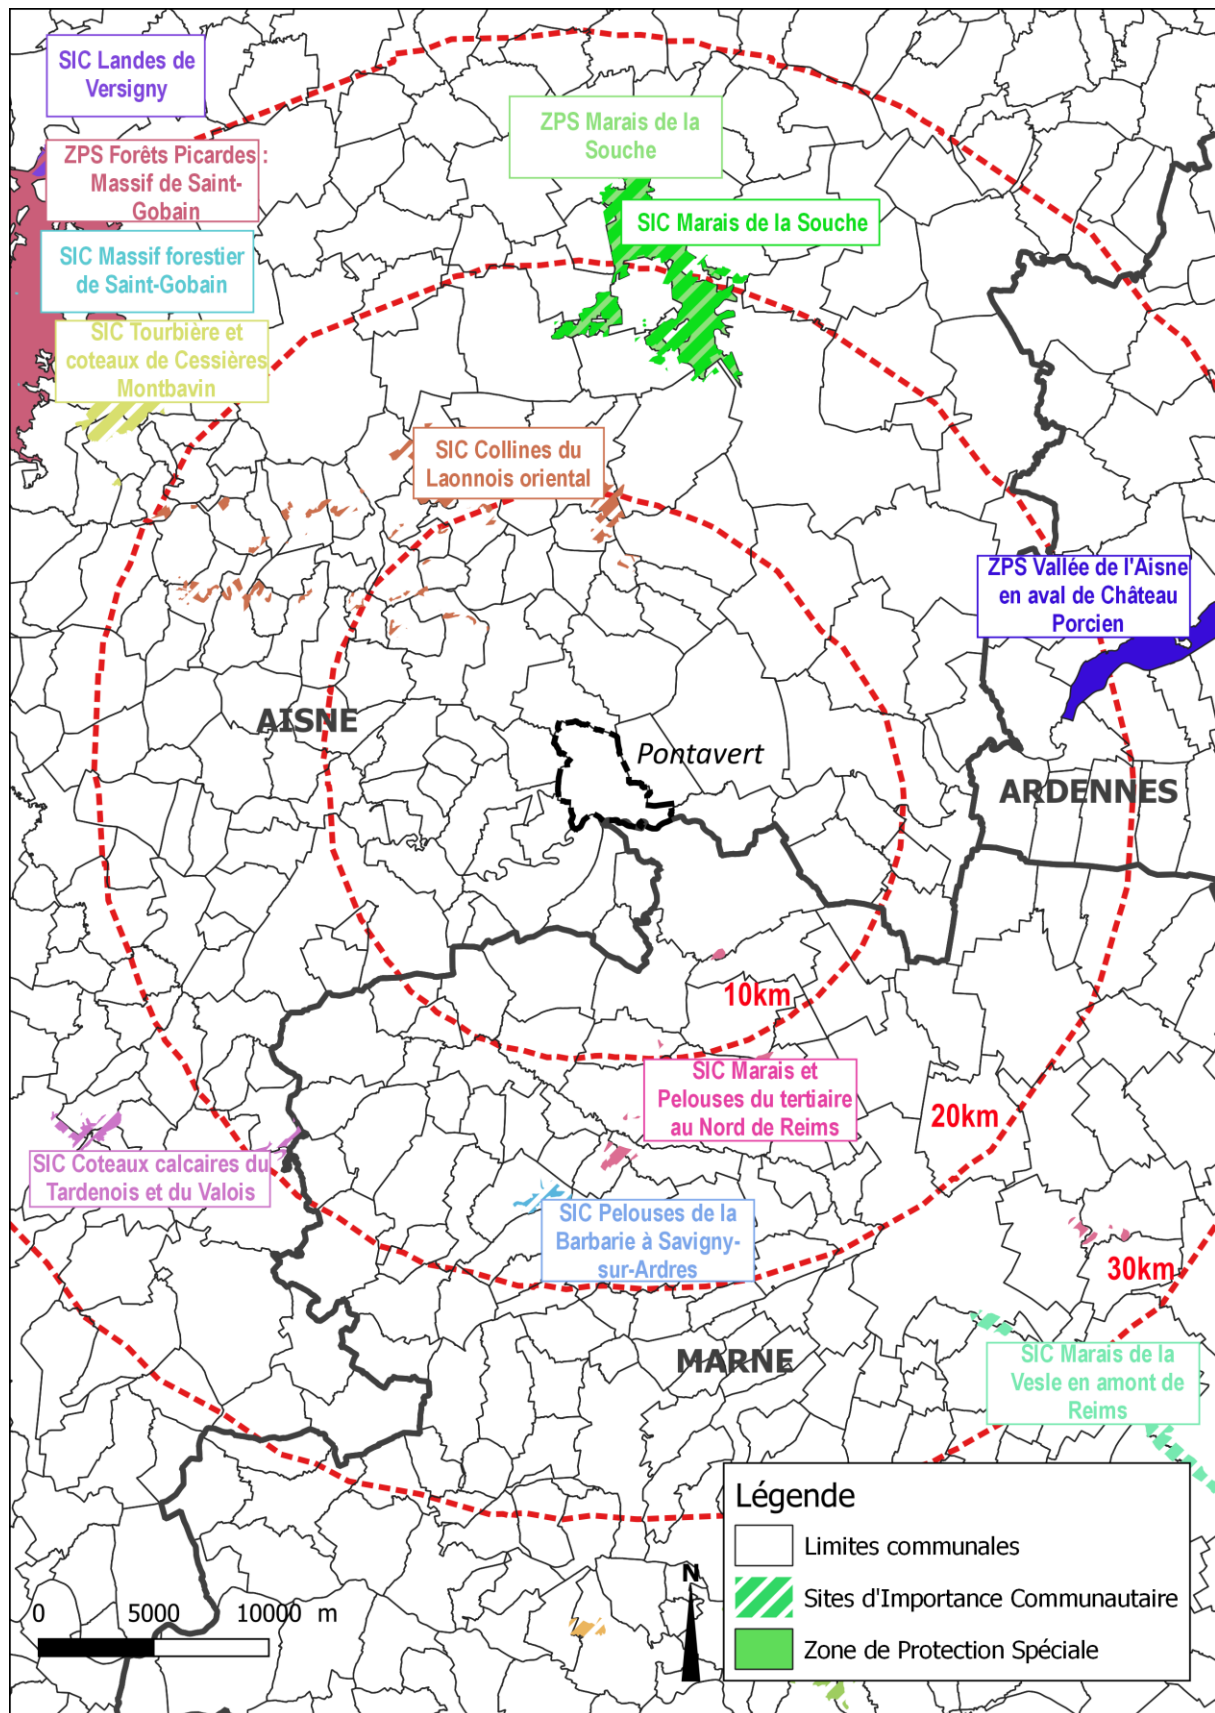 SIC Landes de
Versigny
ZPS Forêts Picardes :
Massif de Saint-
Gobain
SIC Massif forestier
de Saint-Gobain
SIC Tourbière et
coteaux de Cessières
Montbavin
ZPS Marais de la
Souche
SIC Marais de la Souche
SIC Collines du
Laonnois oriental
ZPS Vallée de l'Aisne
en aval de Château
Porcien
AISNE
Pontavert
ARDENNES
10km
SIC Marais et
Pelouses du tertiaire
au Nord de Reims
20km
SIC Coteaux calcaires du
Tardenois et du Valois
SIC Pelouses de la
Barbarie à Savigny-
sur-Ardres
30km
MARNE
SIC Marais de la
Vesle en amont de
Reims
Légende
Limites communales
Sites d'Importance Communautaire
Zone de Protection Spéciale
N
0 5000 10000 m